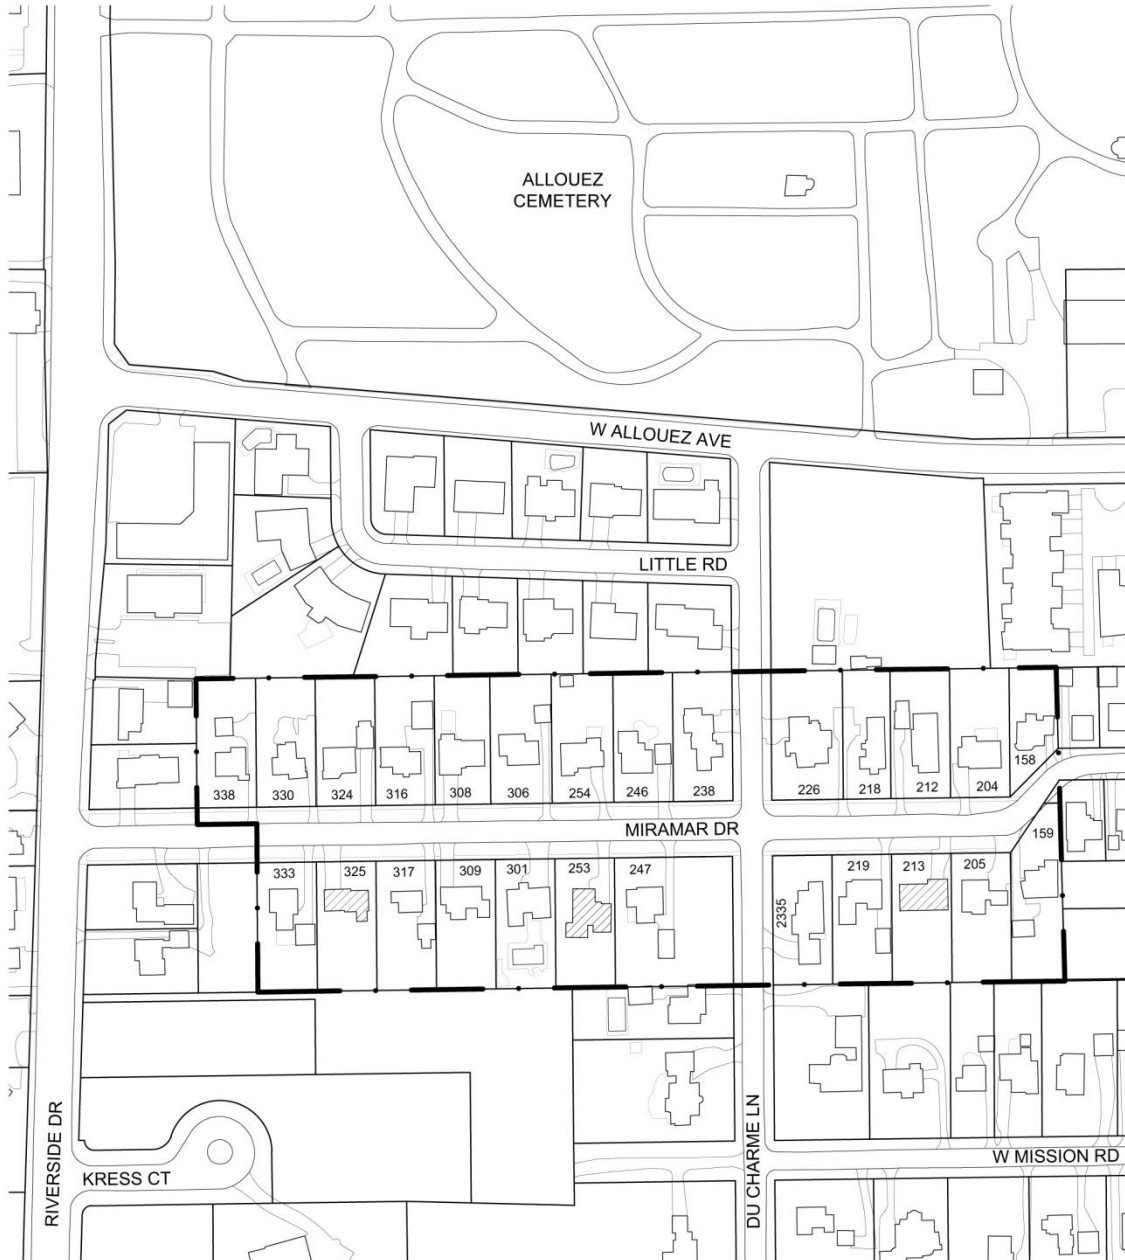 ALLOUEZ
CEMETERY
W ALLOUEZ AVE
LITTLE RD
338
330
324
316
308
306
254
246
238
226
218
212
204
158
MIRAMAR DR
159
333
325
317
309
301
253
247
2335
219
213
205
RIVERSIDE DR
KRESS CT
DU CHARME LN
W MISSION RD